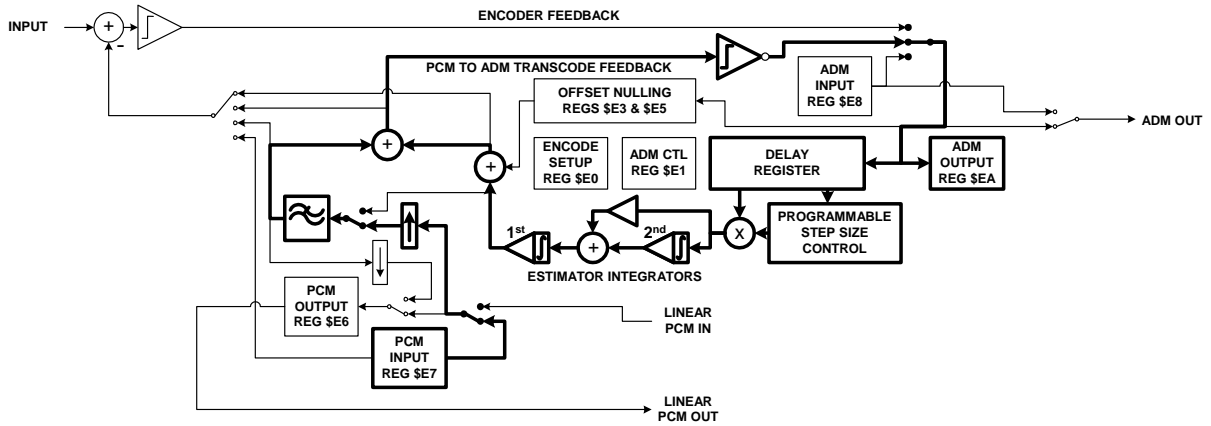 ENCODER FEEDBACK
INPUT
+
-
PCM TO ADM TRANSCODE FEEDBACK
ADM
INPUT
REG $E8
OFFSET NULLING
REGS $E3 & $E5
ADM OUT
+
+
ENCODE
SETUP
REG $E0
ADM CTL
REG $E1
DELAY
REGISTER
ADM
OUTPUT
REG $EA
1st
+
2nd
X
PROGRAMMABLE
STEP SIZE
CONTROL
ESTIMATOR INTEGRATORS
PCM
OUTPUT
REG $E6
LINEAR
PCM IN
PCM
INPUT
REG $E7
LINEAR
PCM OUT